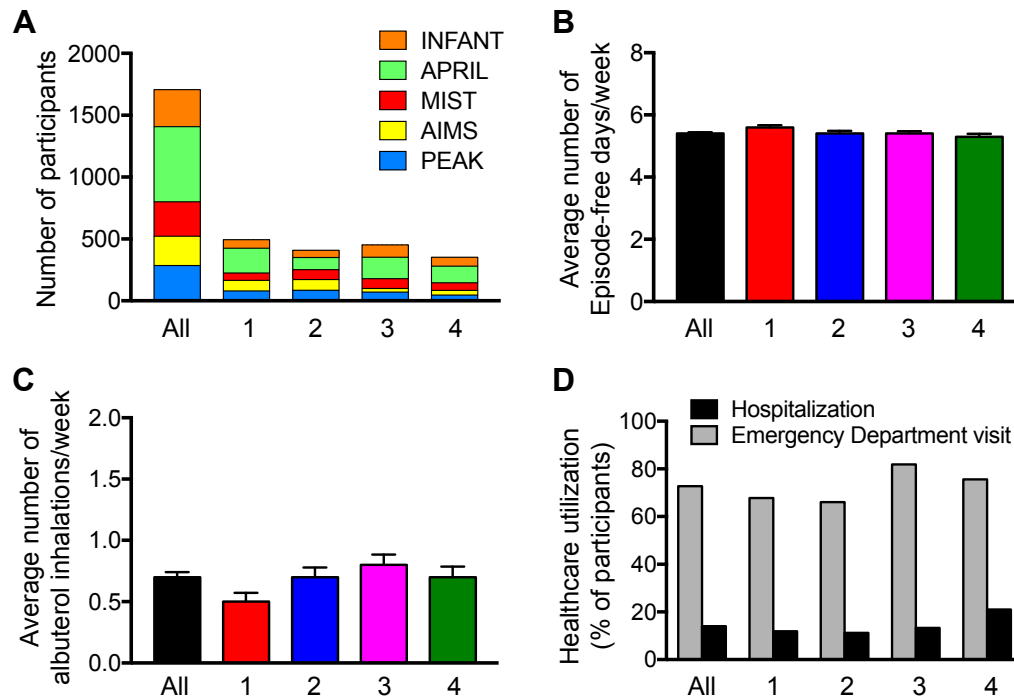 A
Number of participants
2000
1500
1000
500
0
All 1 2 3 4
INFANT
APRIL
MIST
AIMS
PEAK
B
Average number of
Episode-free days/week
8
6
4
2
0
All 1 2 3 4
C
Average number of
albuterol inhalations/week
2.0
1.5
1.0
0.5
0.0
All 1 2 3 4
D
Healthcare utilization
(% of participants)
100
80
60
40
20
0
Hospitalization
Emergency Department visit
All 1 2 3 4